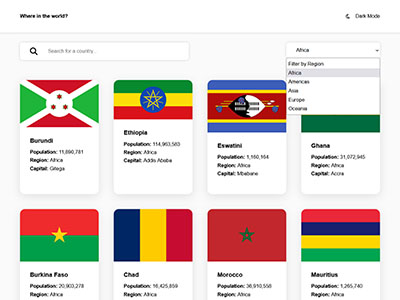 Where in the world?
Dark Mode
Search for a country...
Africa
Filter by Region
Africa
Americas
Asia
Europe
Oceania
Burundi
Population: 11,890,781
Region: Africa
Capital: Gitega
Ethiopia
Population: 114,963,583
Region: Africa
Capital: Addis Ababa
Eswatini
Population: 1,160,164
Region: Africa
Capital: Mbabane
Ghana
Population: 31,072,945
Region: Africa
Capital: Accra
Burkina Faso
Population: 20,903,278
Chad
Population: 16,425,859
Morocco
Population: 36,910,558
Mauritius
Population: 1,265,740
Region: Africa
Region: Africa
Region: Africa
Region: Africa